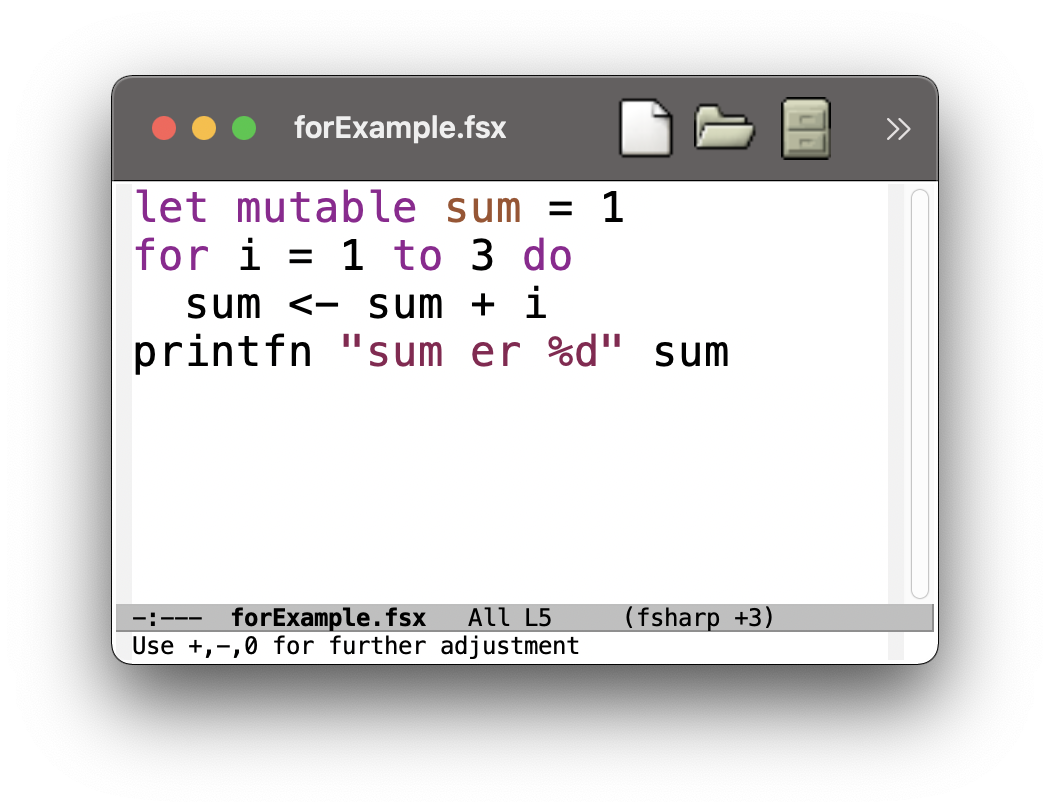 forExample.fsx
let mutable sum = 1
for i = 1 to 3 do
  sum <- sum + i
printfn "sum er %d" sum
-:---  forExample.fsx   All L5     (fsharp +3)
Use +,-,0 for further adjustment